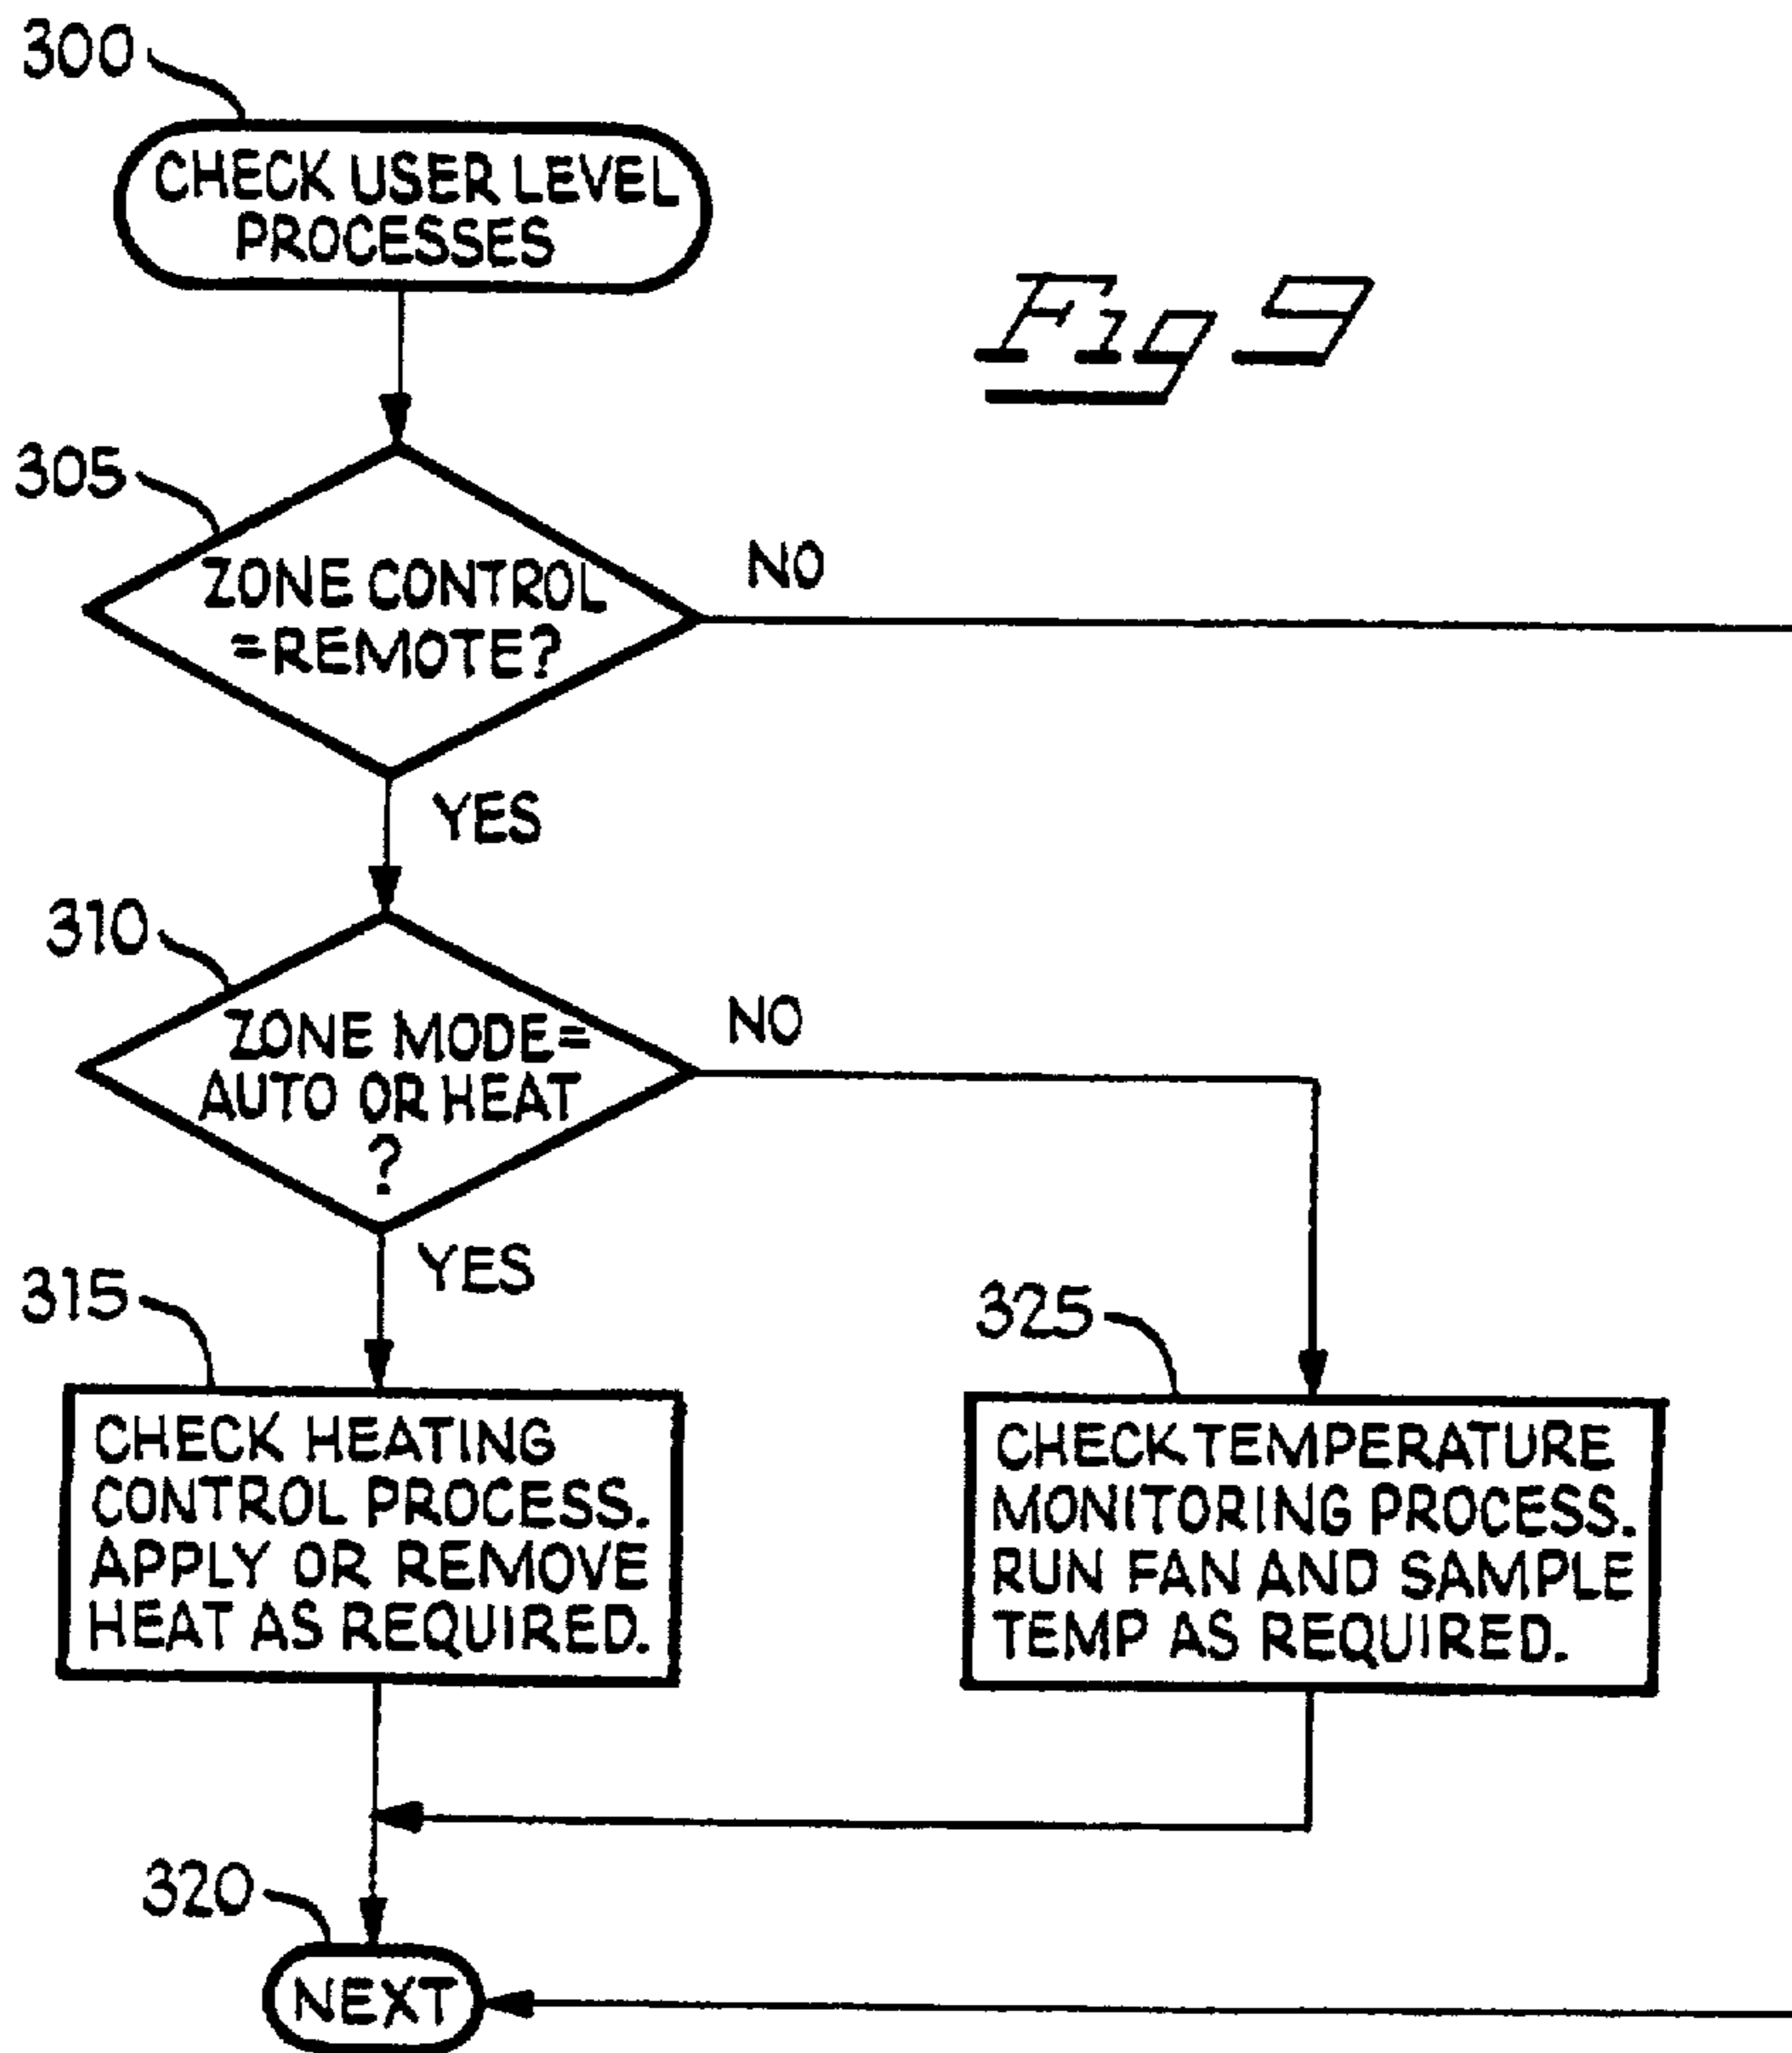 300
CHECK USER LEVEL
PROCESSES
Fig 9
305
ZONE CONTROL
=REMOTE?
NO
YES
310
ZONE MODE=
AUTO OR HEAT
?
NO
YES
315
CHECK HEATING
CONTROL PROCESS.
APPLY OR REMOVE
HEAT AS REQUIRED.
325
CHECK TEMPERATURE
MONITORING PROCESS.
RUN FAN AND SAMPLE
TEMP AS REQUIRED.
320
NEXT